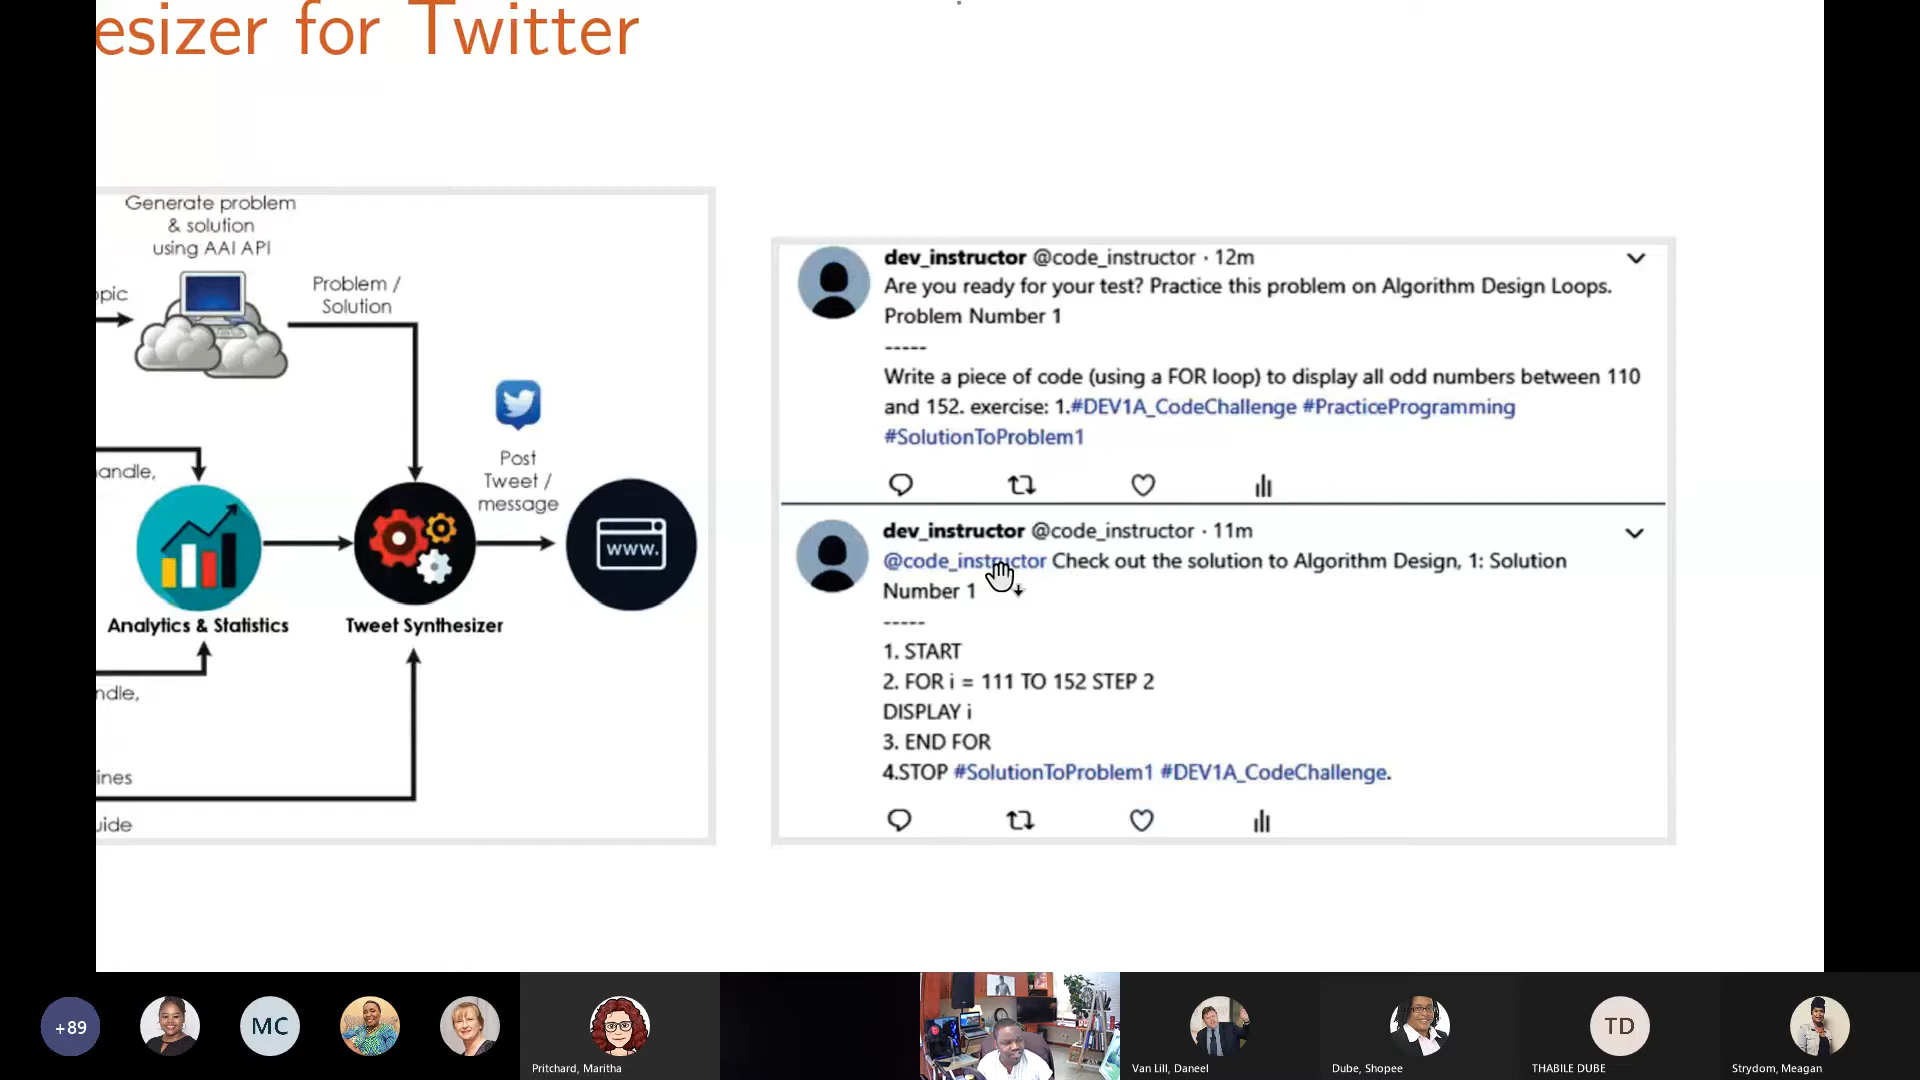 esizer for Twitter
Generate problem
& solution
using AAI API
opic
Problem /
Solution
Post
Tweet /
message
andle,
www.
Analytics & Statistics
Tweet Synthesizer
ndle,
ines
uide
dev_instructor @code_instructor · 12m
Are you ready for your test? Practice this problem on Algorithm Design Loops.
Problem Number 1
-----
Write a piece of code (using a FOR loop) to display all odd numbers between 110
and 152. exercise: 1.#DEV1A_CodeChallenge #PracticeProgramming
#SolutionToProblem1
dev_instructor @code_instructor · 11m
@code_instructor Check out the solution to Algorithm Design, 1: Solution
Number 1
-----
1. START
2. FOR i = 111 TO 152 STEP 2
DISPLAY i
3. END FOR
4.STOP #SolutionToProblem1 #DEV1A_CodeChallenge.
+89
MC
Pritchard, Maritha
Van Lill, Daneel
Dube, Shopee
TD
THABILE DUBE
Strydom, Meagan